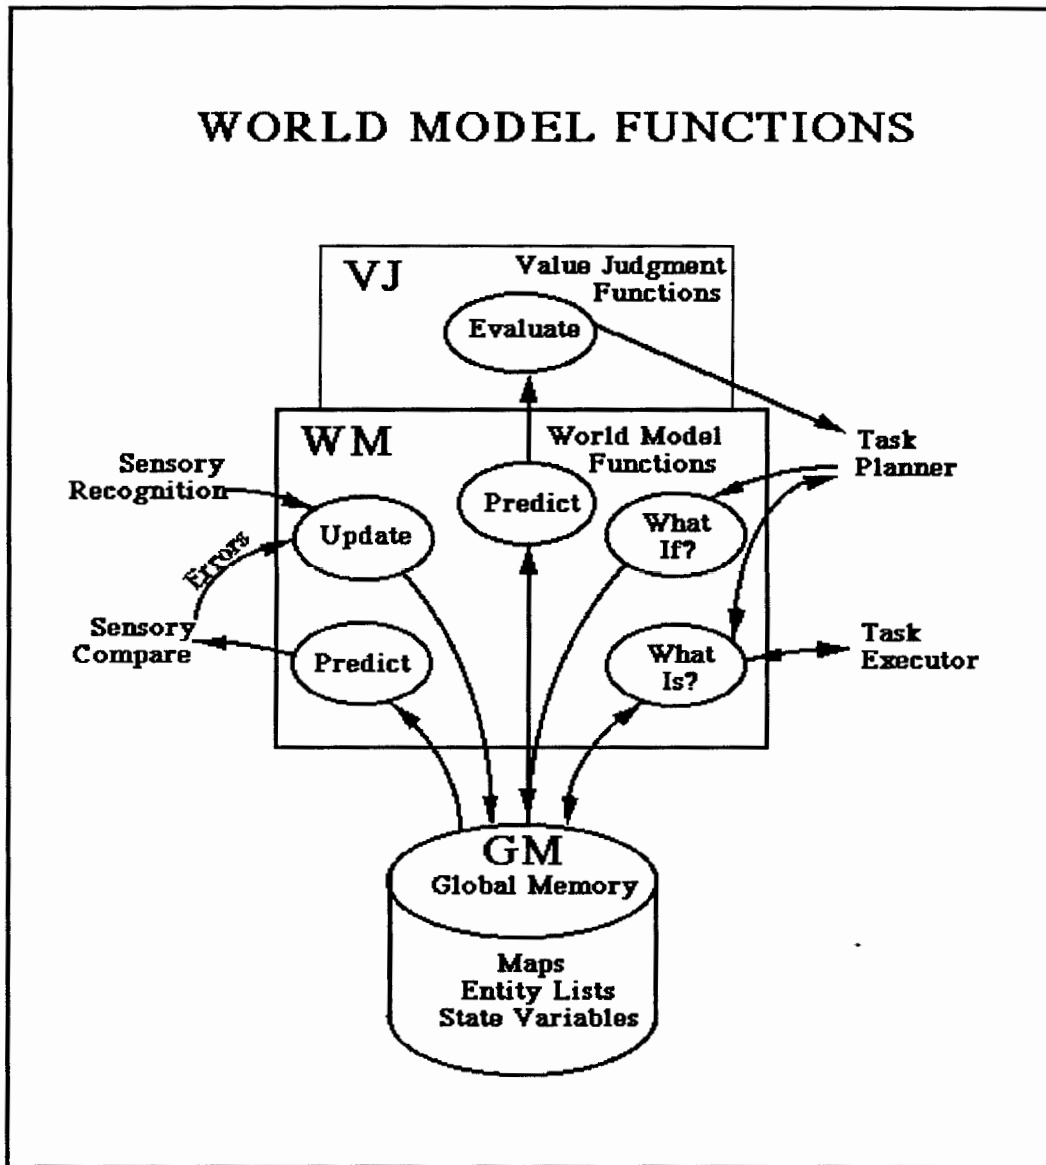 WORLD MODEL FUNCTIONS
VJ
Value Judgment
Functions
Evaluate
WM
World Model
Functions
Sensory
Recognition
Task
Planner
Predict
Update
What
If?
Errors
Sensory
Compare
Predict
What
Is?
Task
Executor
GM
Global Memory
Maps
Entity Lists
State Variables